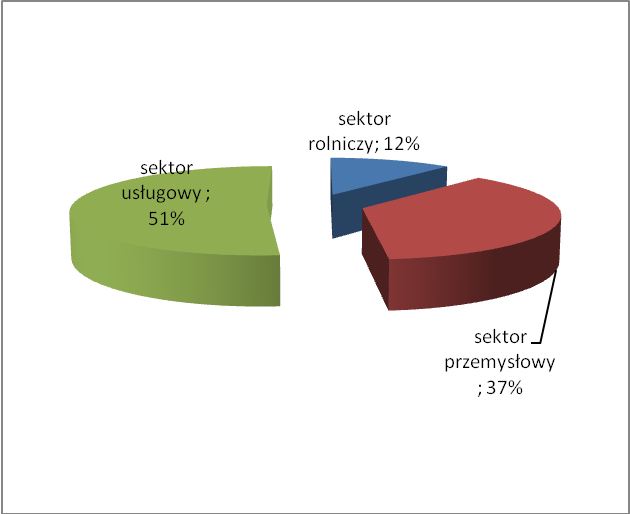 sektor
rolniczy; 12%
sektor
usługowy ;
51%
sektor
przemysłowy
; 37%